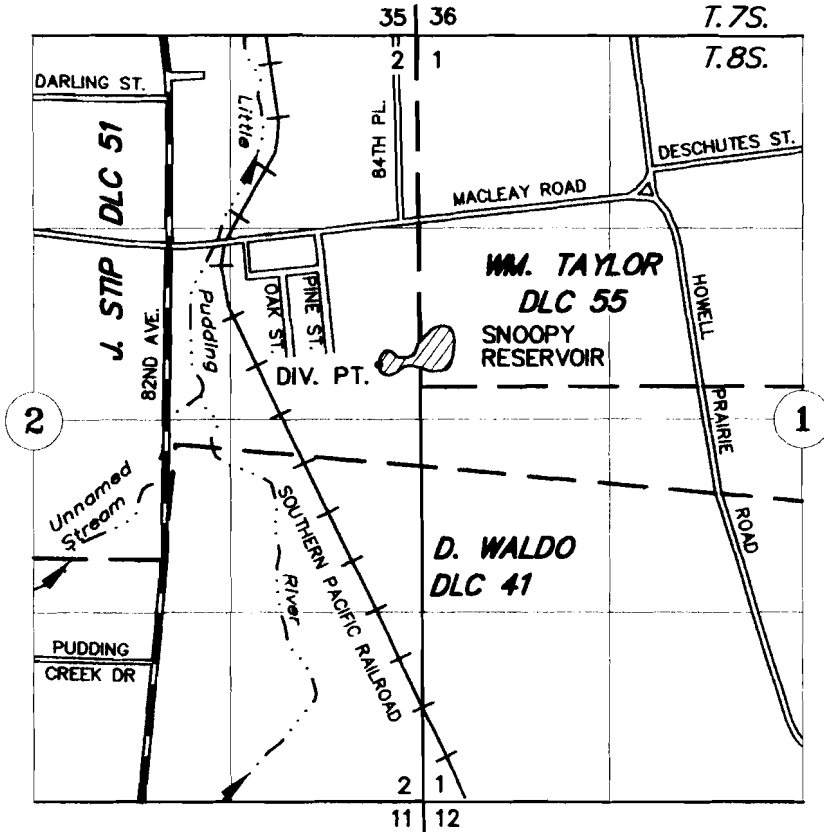 35 36
T.7S.
2 1
T.8S.
DARLING ST.
J. STIP DLC 51
Little
84TH PL.
DESCHUTES ST.
MACLEAY ROAD
WM. TAYLOR
DLC 55
SNOOPY
RESERVOIR
HOWELL
PRAIRIE
ROAD
82ND AVE.
Pudding
OAK ST.
PINE ST.
DIV. PT.
2
1
Unnamed
Stream
River
SOUTHERN PACIFIC RAILROAD
D. WALDO
DLC 41
PUDDING
CREEK DR
2 1
11 12